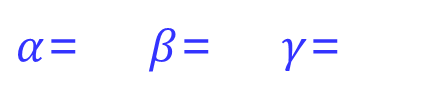 α= β= γ=